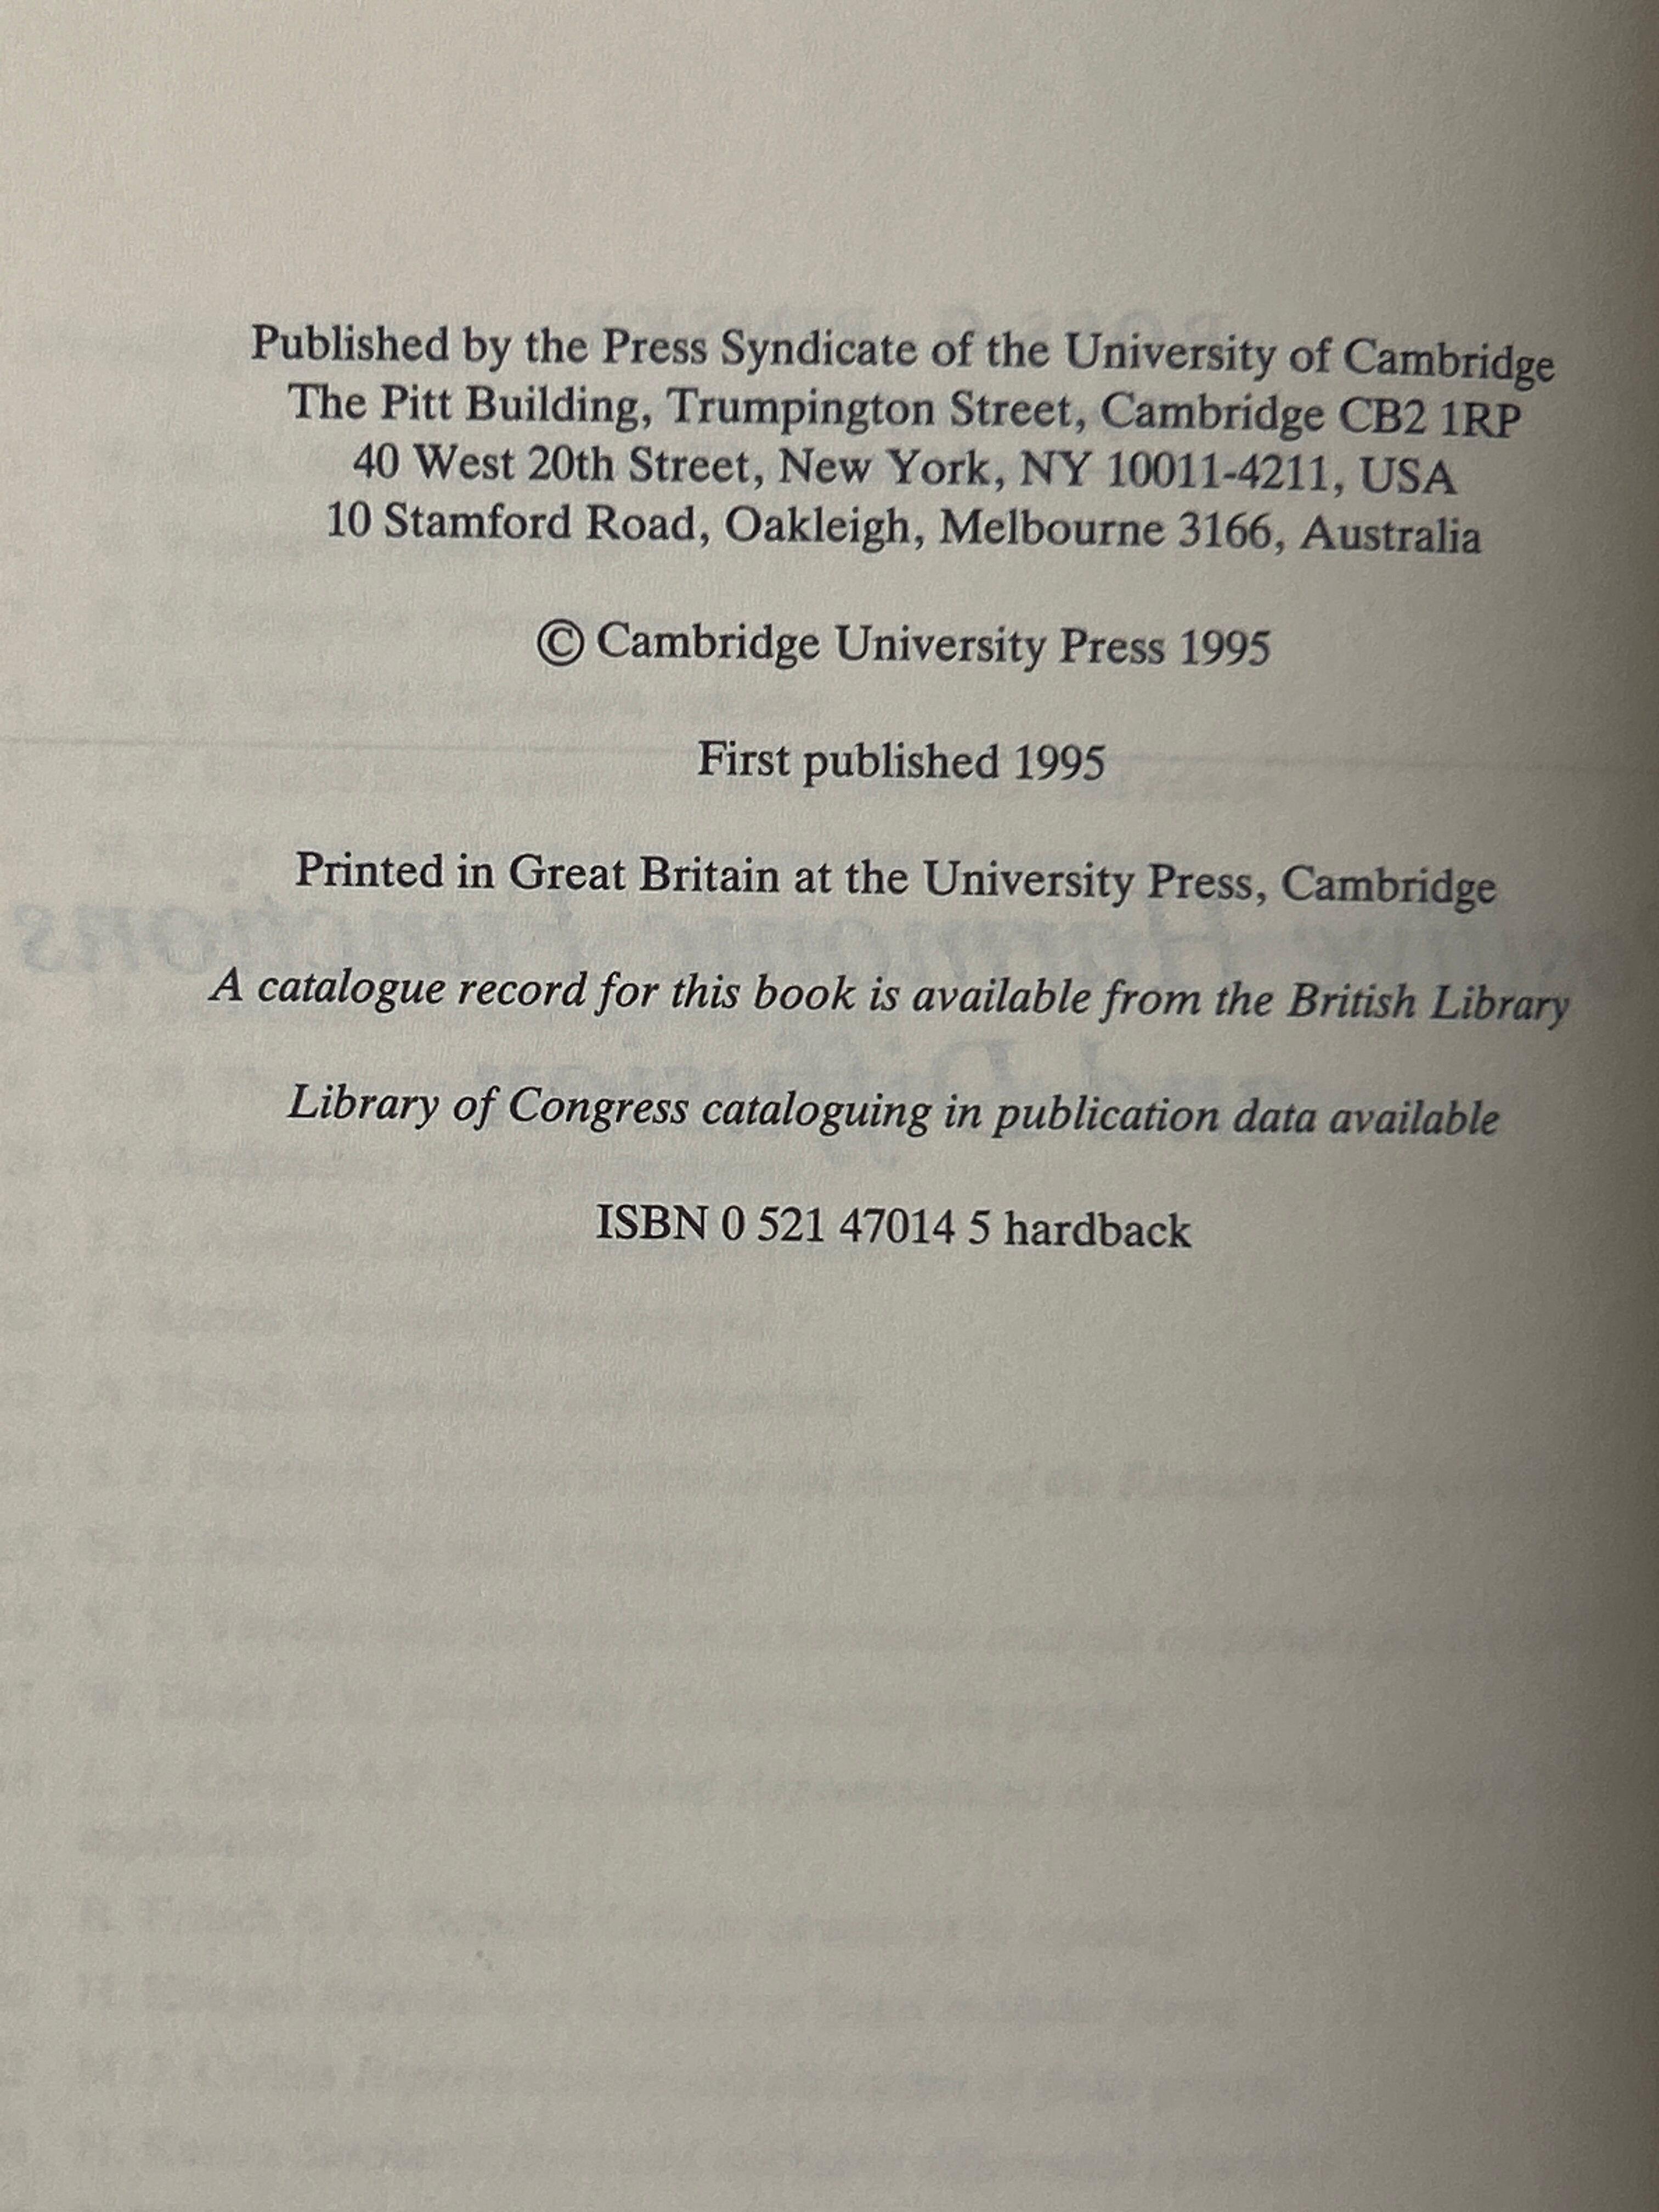 Published by the Press Syndicate of the University of Cambridge
The Pitt Building, Trumpington Street, Cambridge CB2 1RP
40 West 20th Street, New York, NY 10011-4211, USA
10 Stamford Road, Oakleigh, Melbourne 3166, Australia
© Cambridge University Press 1995
First published 1995
Printed in Great Britain at the University Press, Cambridge
A catalogue record for this book is available from the British Library
Library of Congress cataloguing in publication data available
ISBN 0 521 47014 5 hardback